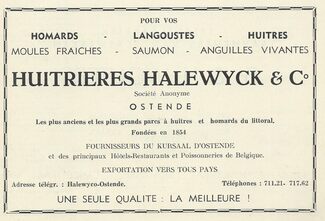 POUR VOS
HOMARDS - LANGOUSTES - HUITRES
MOULES FRAICHES - SAUMON - ANGUILLES VIVANTES
HUITRIERES HALEWYCK & Co
Société Anonyme
OSTENDE
Les plus anciens et les plus grands parcs à huîtres et homards du littoral.
Fondées en 1854
FOURNISSEURS DU KURSAAL D'OSTENDE
et des principaux Hôtels-Restaurants et Poissonneries de Belgique.
EXPORTATION VERS TOUS PAYS
Adresse télégr. : Halewyco-Ostende. Téléphones : 711.21- 717.62
UNE SEULE QUALITE : LA MEILLEURE !